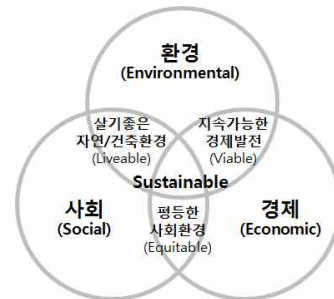 환경
(Environmental)
살기좋은
자연/건축환경
(Liveable)
지속가능한
경제발전
(Viable)
Sustainable
사회
(Social)
평등한
사회환경
(Equitable)
경제
(Economic)